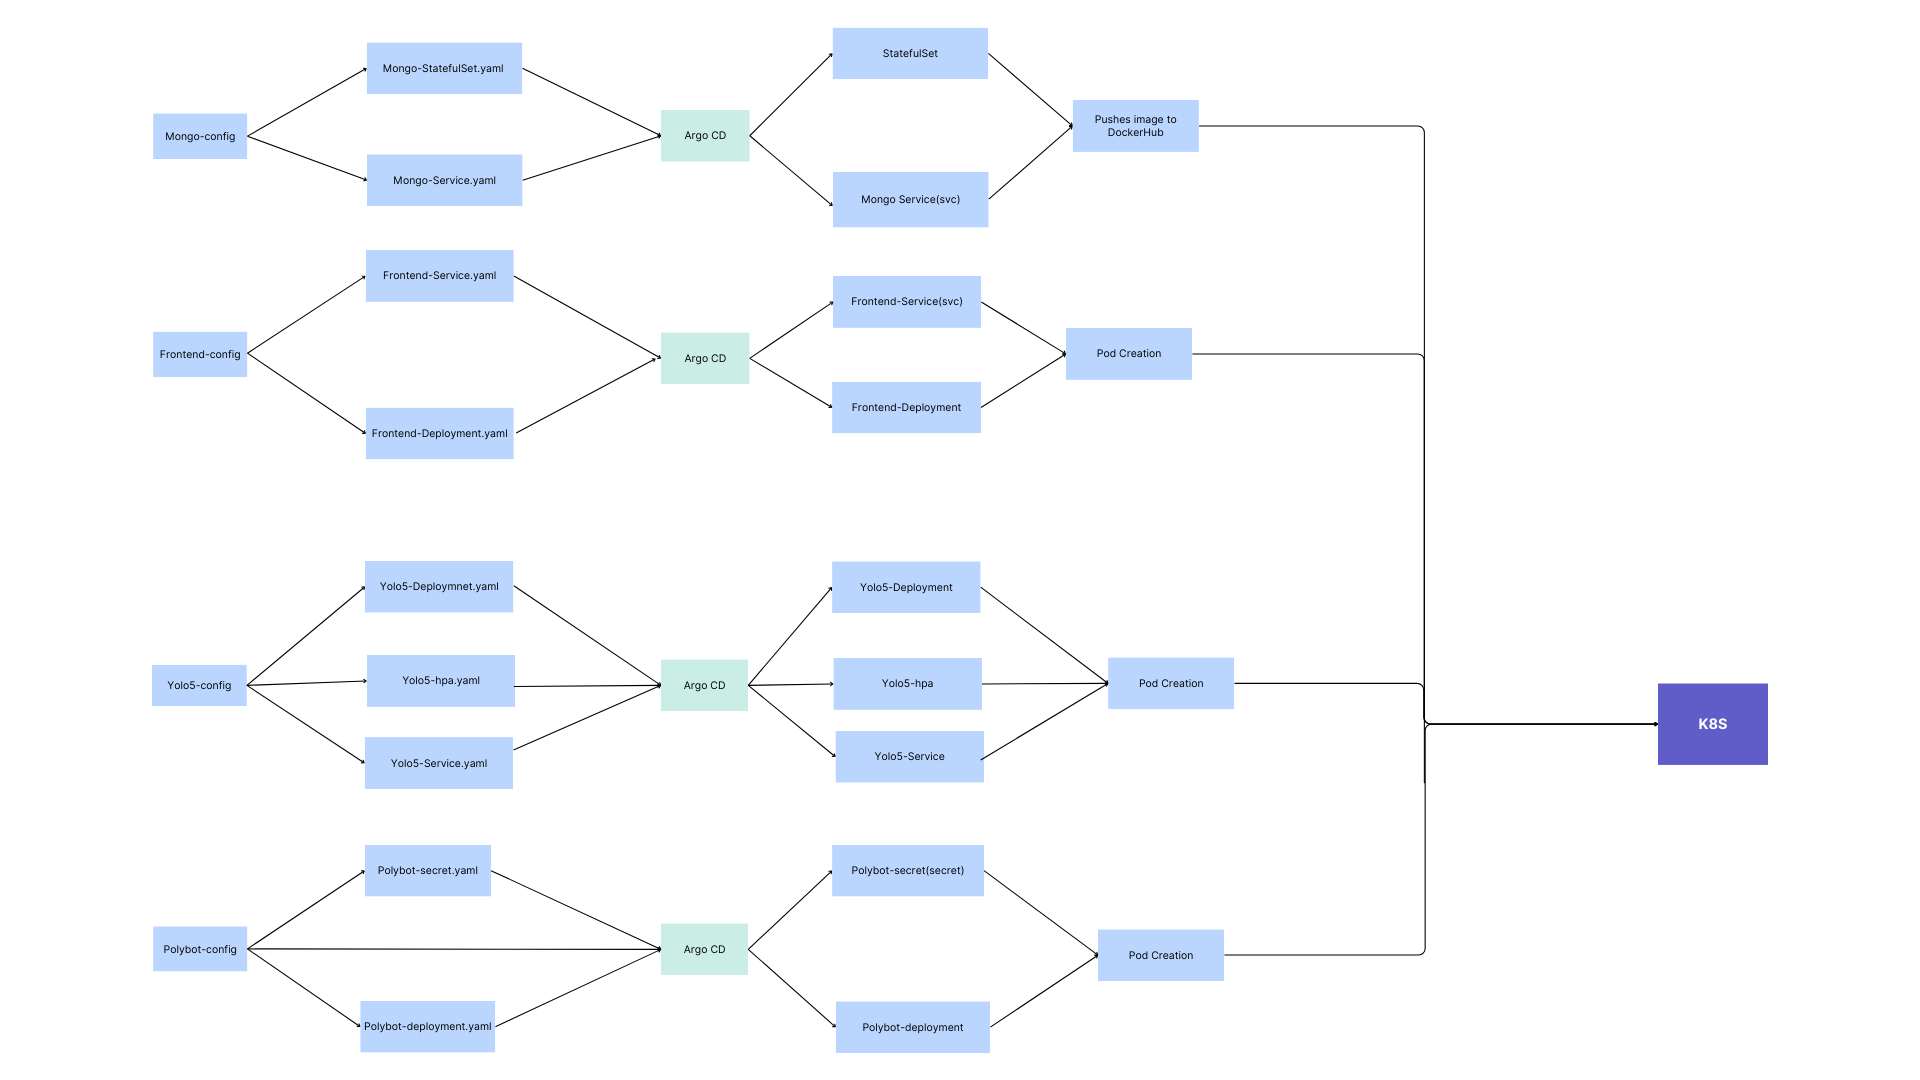 Mongo-config
Mongo-StatefulSet.yaml
Mongo-Service.yaml
Argo CD
StatefulSet
Mongo Service(svc)
Pushes image to
DockerHub
Frontend-config
Frontend-Service.yaml
Frontend-Deployment.yaml
Argo CD
Frontend-Service(svc)
Frontend-Deployment
Pod Creation
Yolo5-config
Yolo5-Deploymnet.yaml
Yolo5-hpa.yaml
Yolo5-Service.yaml
Argo CD
Yolo5-Deployment
Yolo5-hpa
Yolo5-Service
Pod Creation
K8S
Polybot-config
Polybot-secret.yaml
Polybot-deployment.yaml
Argo CD
Polybot-secret(secret)
Polybot-deployment
Pod Creation